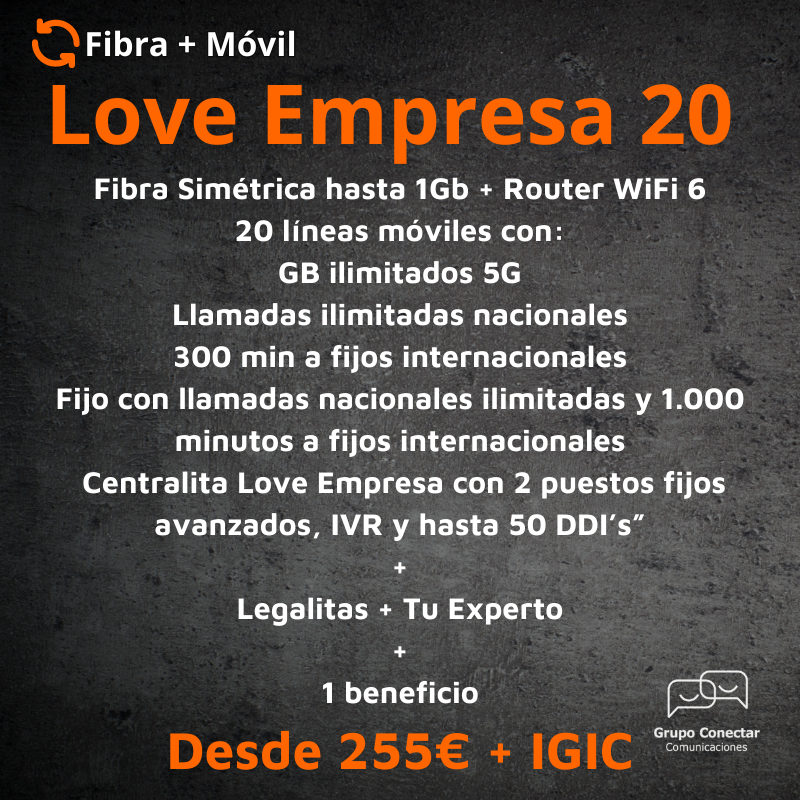 Fibra + Móvil
Love Empresa 20
Fibra Simétrica hasta 1Gb + Router WiFi 6
20 líneas móviles con:
GB ilimitados 5G
Llamadas ilimitadas nacionales
300 min a fijos internacionales
Fijo con llamadas nacionales ilimitadas y 1.000
minutos a fijos internacionales
Centralita Love Empresa con 2 puestos fijos
avanzados, IVR y hasta 50 DDI’s”
+
Legalitas + Tu Experto
+
1 beneficio
Desde 255€ + IGIC
Grupo Conectar
Comunicaciones